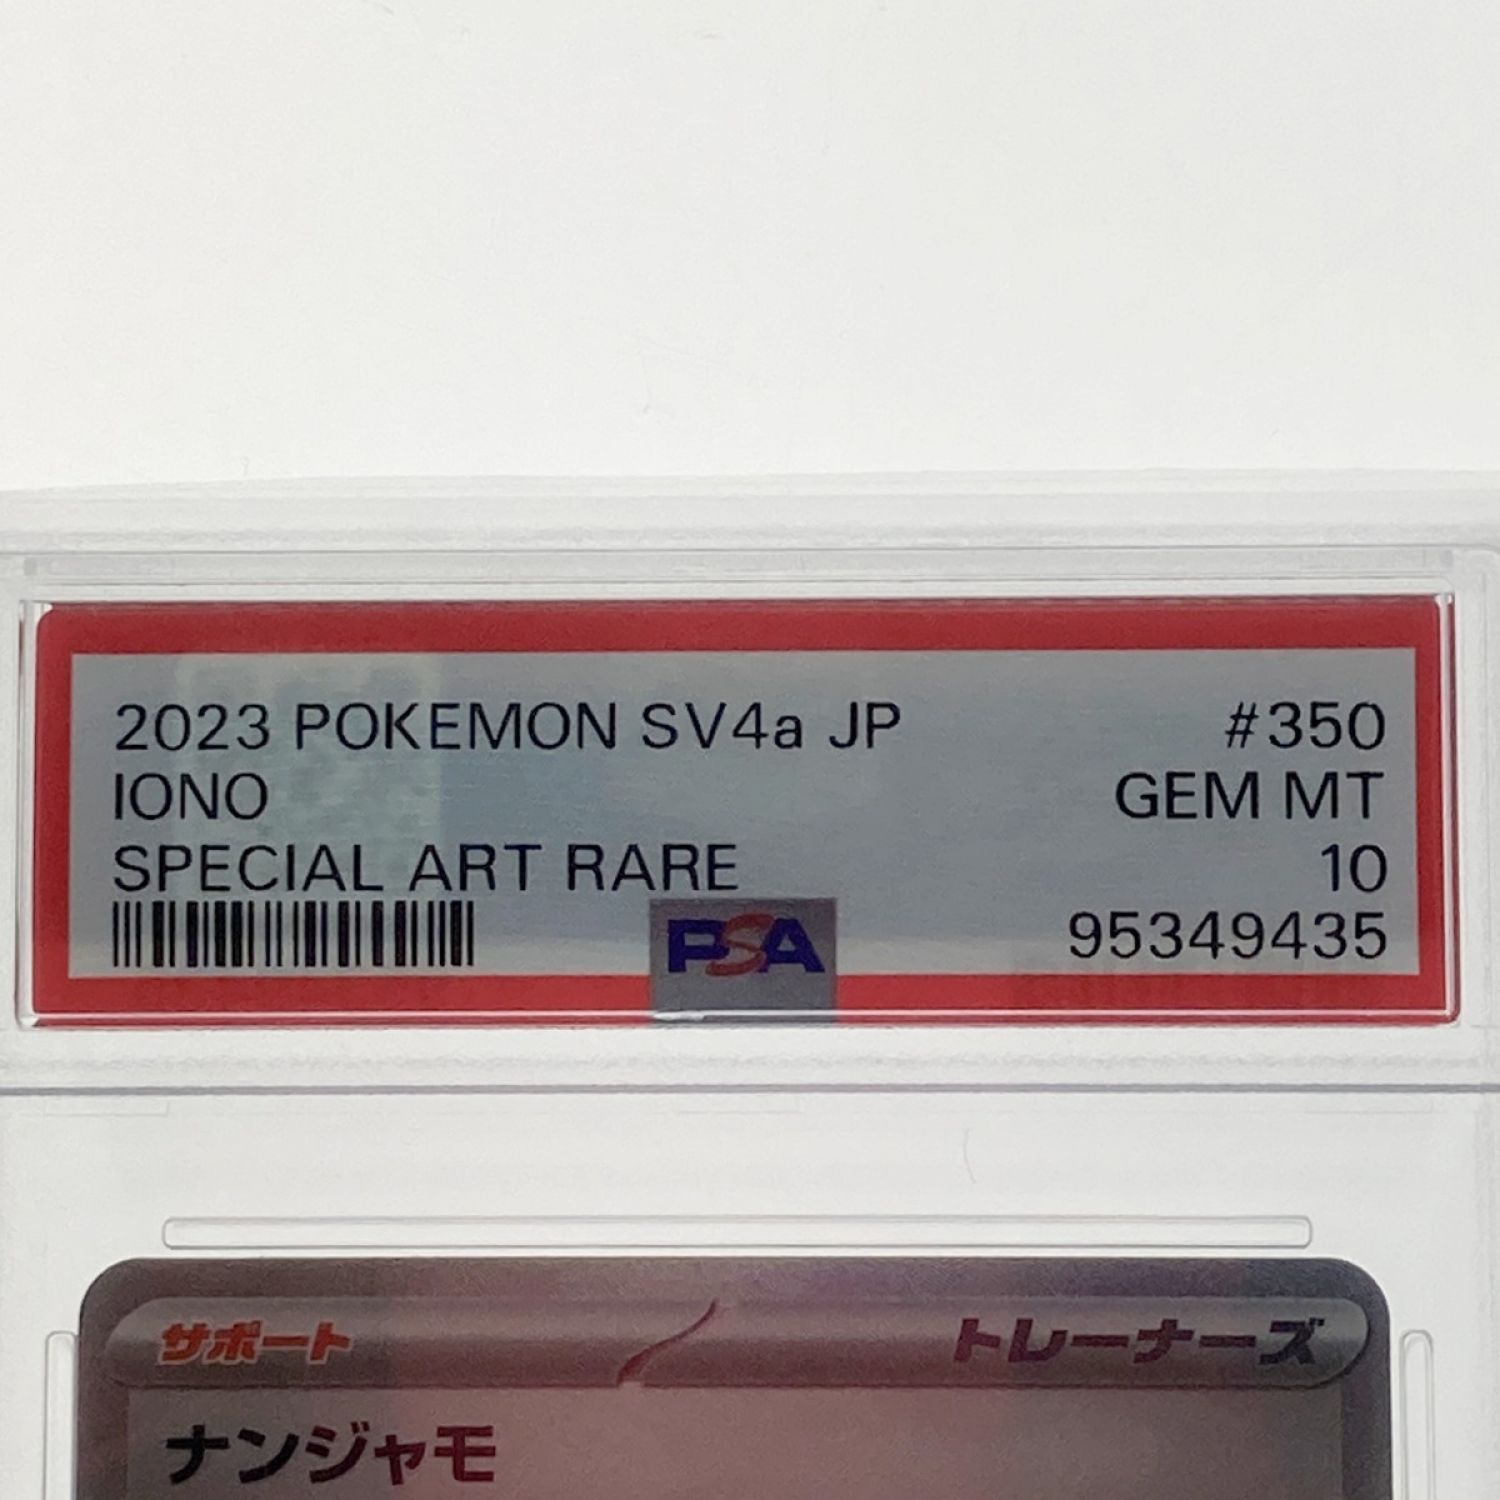 2023 POKEMON SV4a JP #350
IONO GEM MT
SPECIAL ART RARE 10
PSA 95349435
サポート トレーナーズ
ナンジャモ